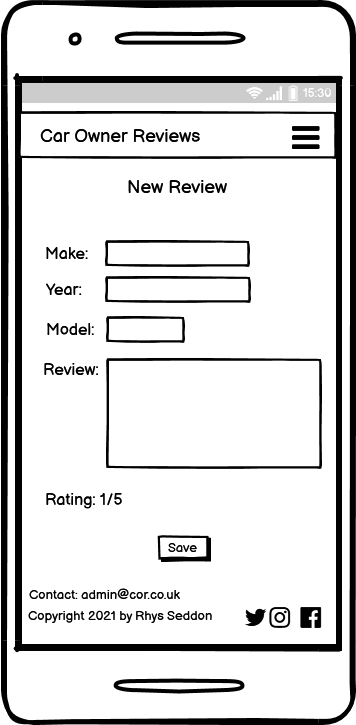 15:30
Car Owner Reviews
New Review
Make:
Year:
Model:
Review:
Rating: 1/5
Save
Contact: admin@cor.co.uk
Copyright 2021 by Rhys Seddon